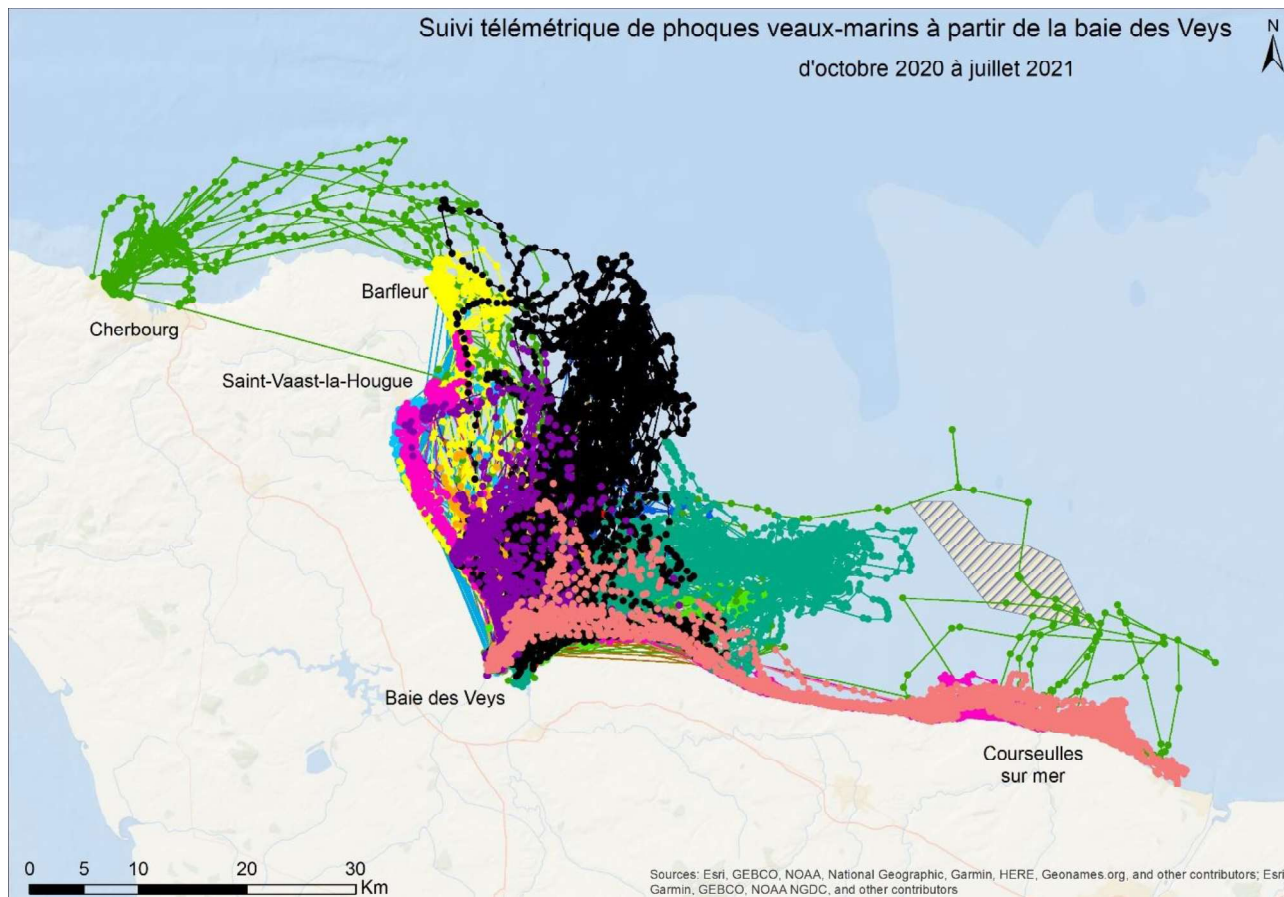 Suivi télémétrique de phoques veaux-marins à partir de la baie des Veys
d'octobre 2020 à juillet 2021
N
Barfleur
Cherbourg
Saint-Vaast-la-Hougue
Baie des Veys
Courseulles
sur mer
0 5 10 20 30
Km
Sources: Esri, GEBCO, NOAA, National Geographic, Garmin, HERE, Geonames.org, and other contributors; Esri
Garmin, GEBCO, NOAA NGDC, and other contributors